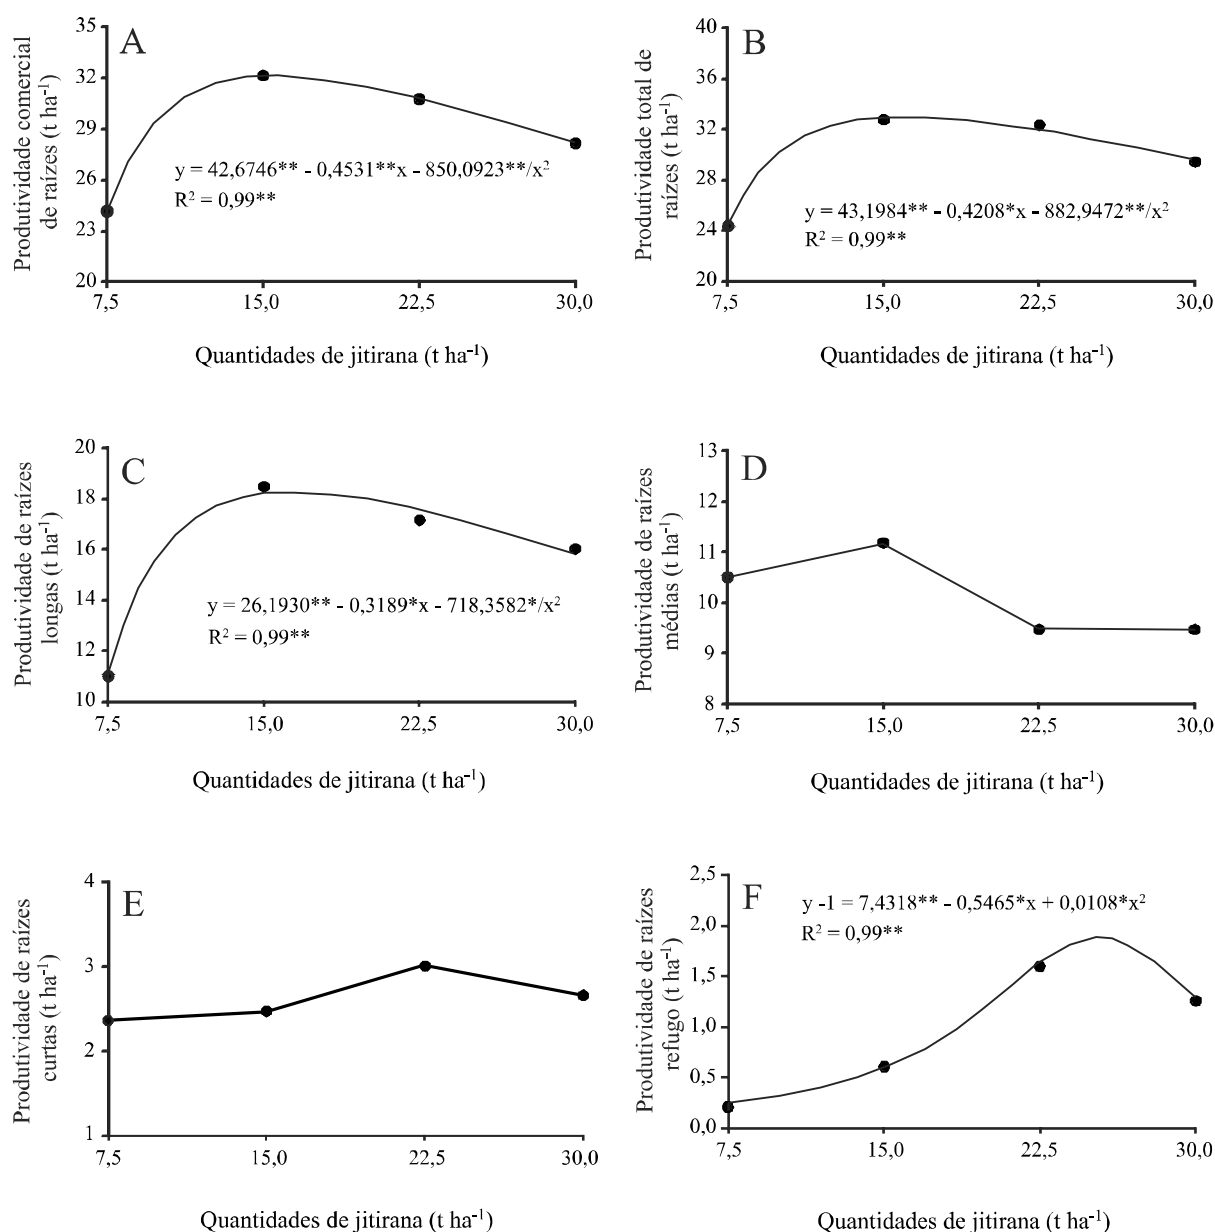 A
Produtividade comercial
de raízes (t ha⁻¹)
35
32
29
26
23
20
y = 42,6746** - 0,4531**x - 850,0923**/x²
R² = 0,99**
7,5
15,0
22,5
30,0
Quantidades de jitirana (t ha⁻¹)
B
Produtividade total de
raízes (t ha⁻¹)
40
36
32
28
24
20
y = 43,1984** - 0,4208*x - 882,9472**/x²
R² = 0,99**
7,5
15,0
22,5
30,0
Quantidades de jitirana (t ha⁻¹)
C
Produtividade de raízes
longas (t ha⁻¹)
20
18
16
14
12
10
y = 26,1930** - 0,3189*x - 718,3582*/x²
R² = 0,99**
7,5
15,0
22,5
30,0
Quantidades de jitirana (t ha⁻¹)
D
Produtividade de raízes
médias (t ha⁻¹)
13
12
11
10
9
8
7,5
15,0
22,5
30,0
Quantidades de jitirana (t ha⁻¹)
E
Produtividade de raízes
curtas (t ha⁻¹)
4
3
2
1
7,5
15,0
22,5
30,0
Quantidades de jitirana (t ha⁻¹)
F
Produtividade de raízes
refugo (t ha⁻¹)
2,5
2,0
1,5
1,0
0,5
0,0
y -1 = 7,4318** - 0,5465*x + 0,0108*x²
R² = 0,99**
7,5
15,0
22,5
30,0
Quantidades de jitirana (t ha⁻¹)